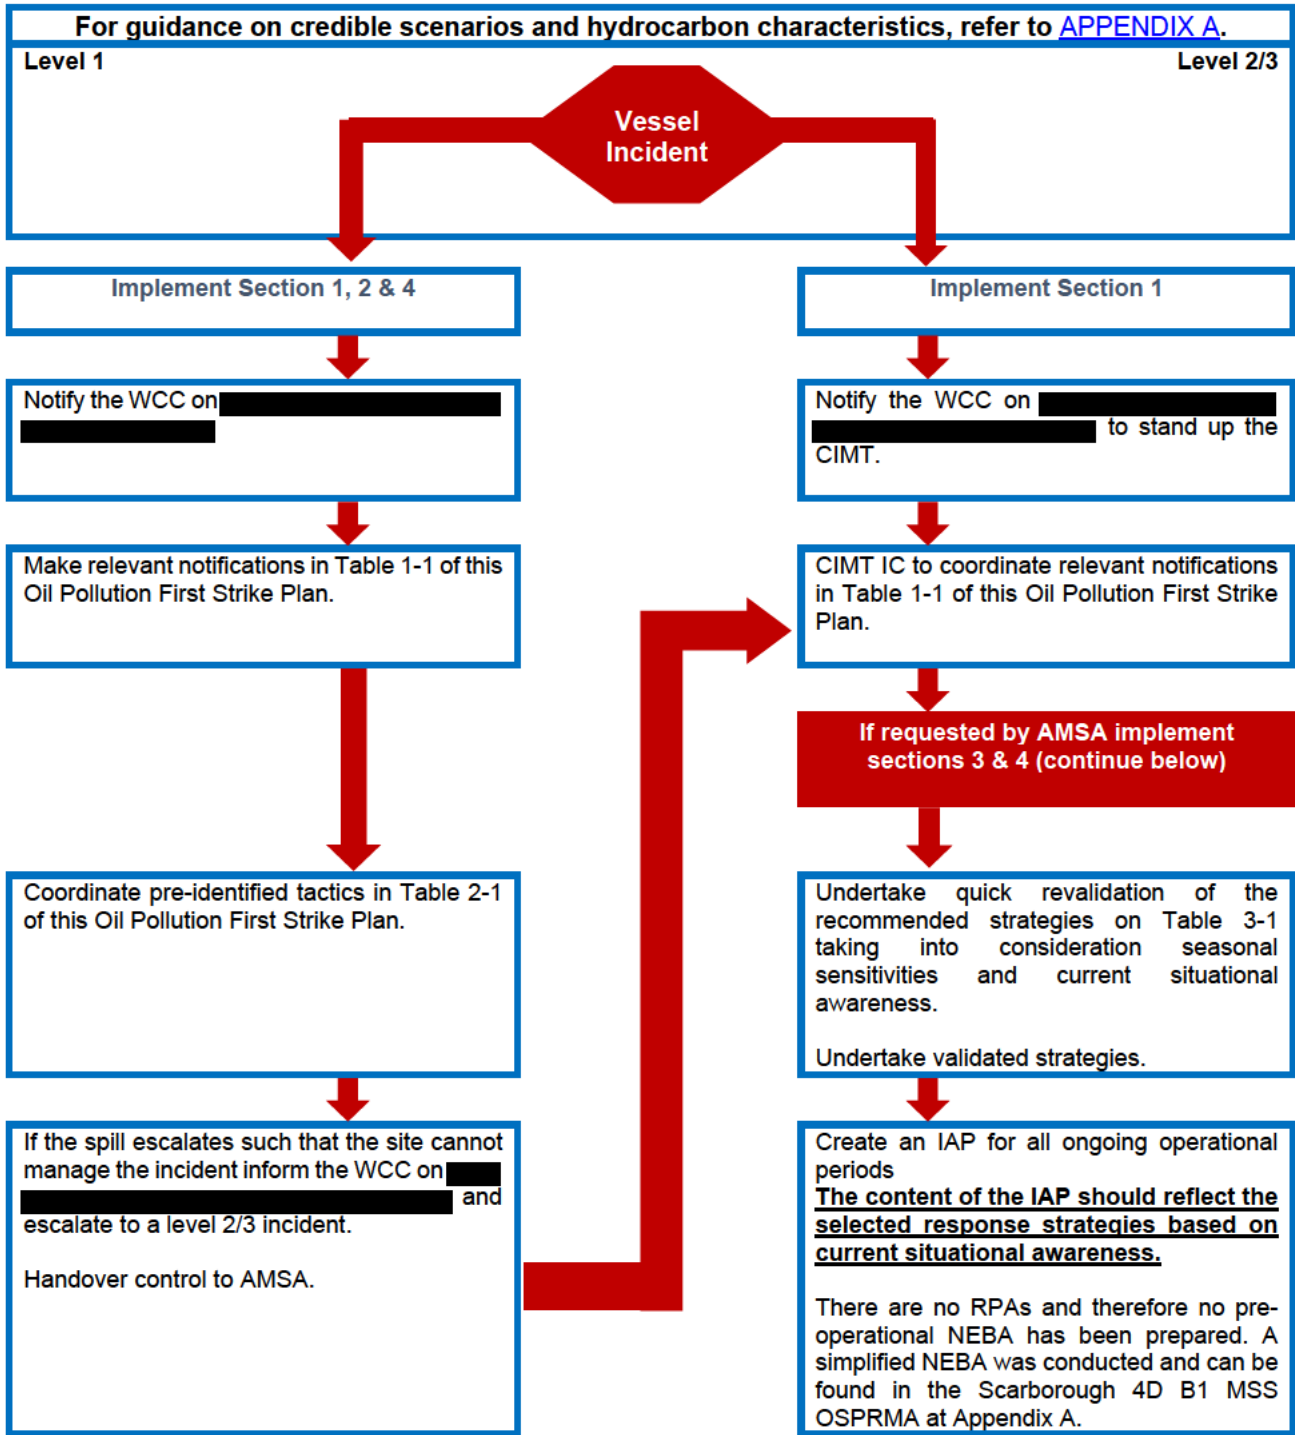 For guidance on credible scenarios and hydrocarbon characteristics, refer to APPENDIX A.
Level 1
Level 2/3
Vessel
Incident
Implement Section 1, 2 & 4
Notify the WCC on
Make relevant notifications in Table 1-1 of this
Oil Pollution First Strike Plan.
Coordinate pre-identified tactics in Table 2-1
of this Oil Pollution First Strike Plan.
If the spill escalates such that the site cannot
manage the incident inform the WCC on
and
escalate to a level 2/3 incident.
Handover control to AMSA.
Implement Section 1
Notify the WCC on
to stand up the
CIMT.
CIMT IC to coordinate relevant notifications
in Table 1-1 of this Oil Pollution First Strike
Plan.
If requested by AMSA implement
sections 3 & 4 (continue below)
Undertake quick revalidation of the
recommended strategies on Table 3-1
taking into consideration seasonal
sensitivities and current situational
awareness.
Undertake validated strategies.
Create an IAP for all ongoing operational
periods
The content of the IAP should reflect the
selected response strategies based on
current situational awareness.
There are no RPAs and therefore no pre-
operational NEBA has been prepared. A
simplified NEBA was conducted and can be
found in the Scarborough 4D B1 MSS
OSPRMA at Appendix A.